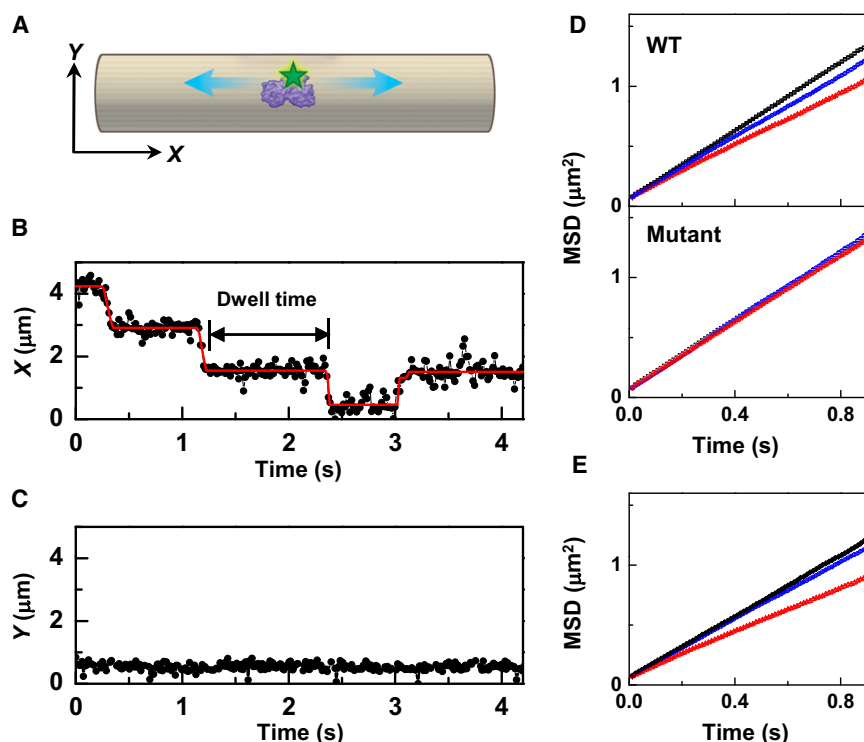 A
Y
X
B
X (μm)
4
2
0
Dwell time
0
1
2
3
4
Time (s)
C
Y (μm)
4
2
0
0
1
2
3
4
Time (s)
D
WT
1
0
MSD (μm²)
Mutant
1
0
0.0
0.4
0.8
Time (s)
E
MSD (μm²)
1
0
0.0
0.4
0.8
Time (s)